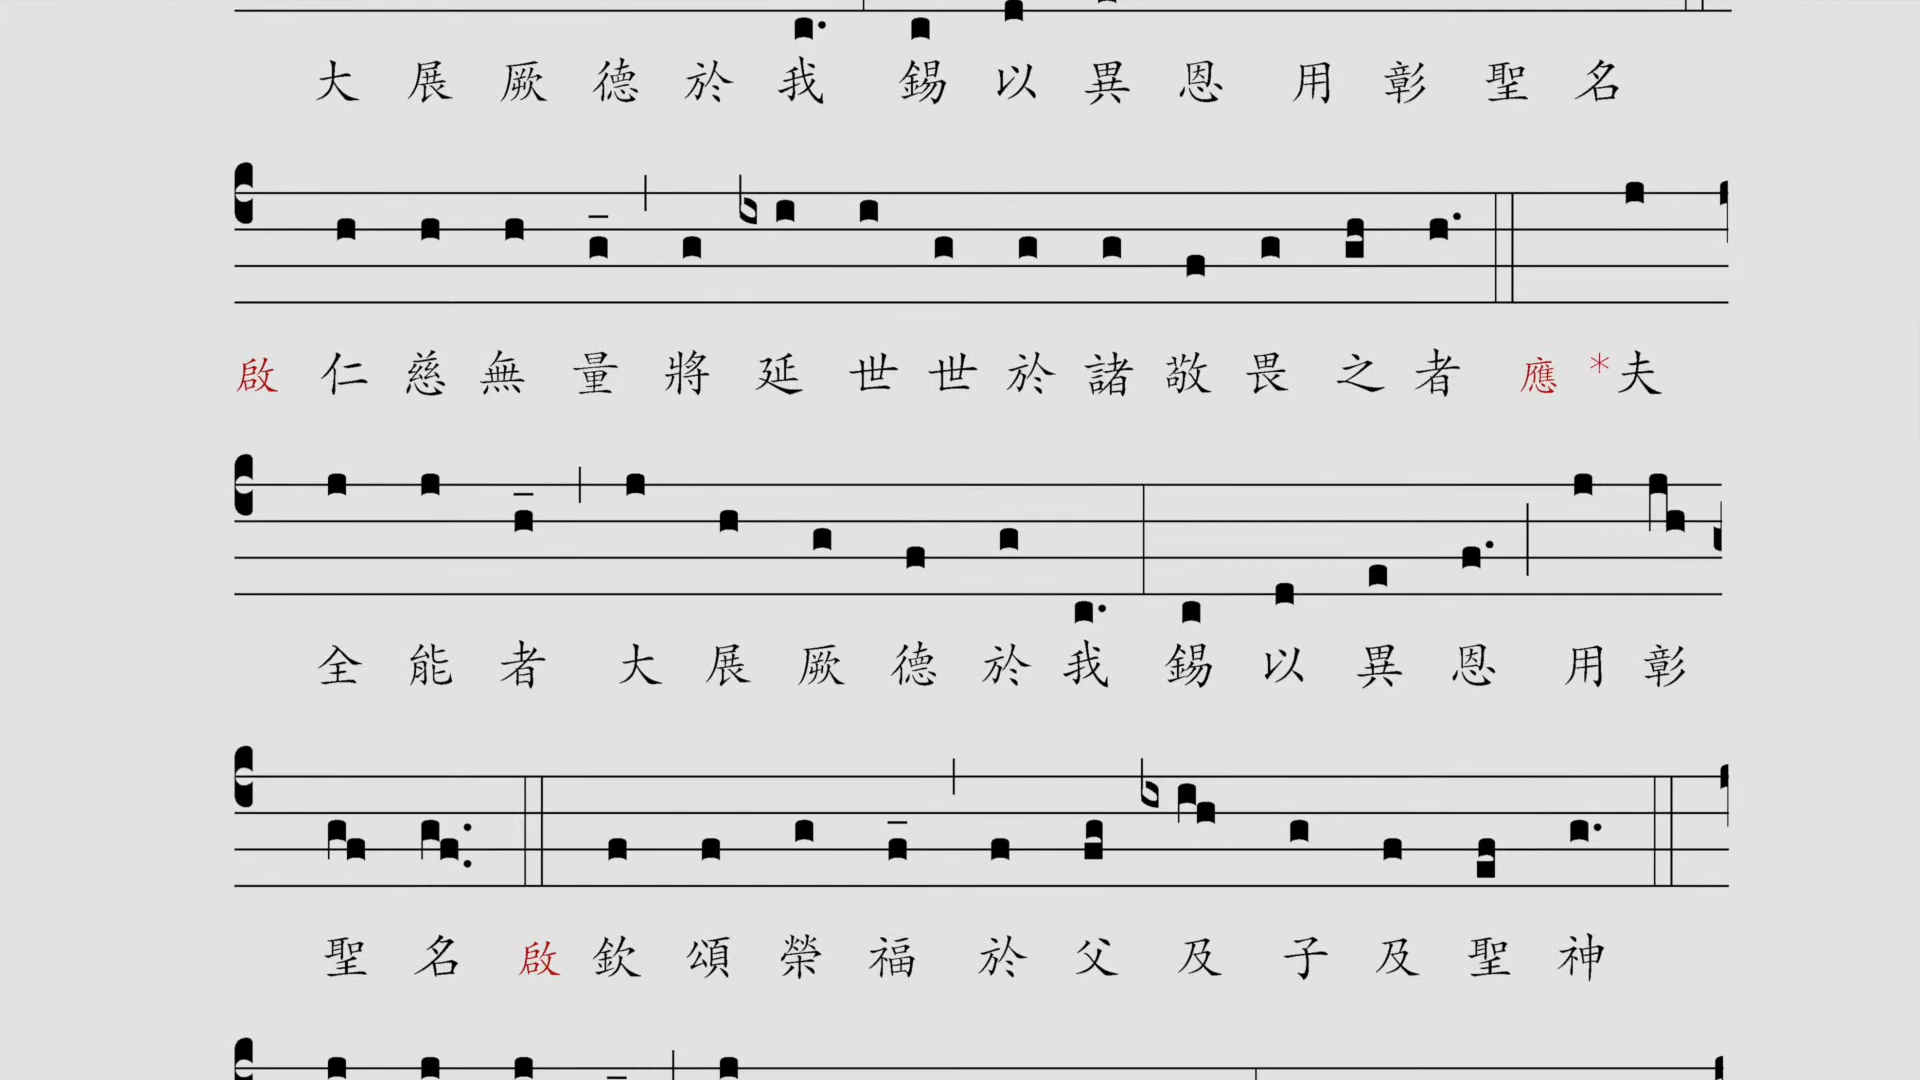 大展厥德於我錫以異恩用彰聖名
啟仁慈無量將延世世於諸敬畏之者應*夫
全能者大展厥德於我錫以異恩用彰
聖名啟欽頌榮福於父及子及聖神